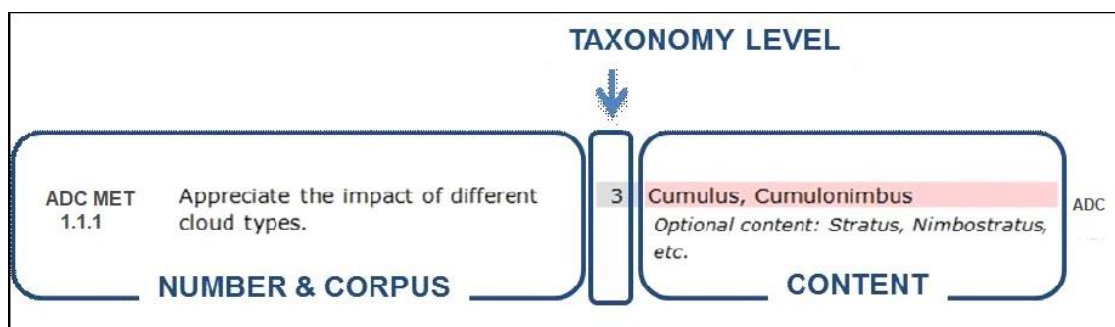 TAXONOMY LEVEL
ADC MET
1.1.1
Appreciate the impact of different
cloud types.
3
Cumulus, Cumulonimbus
Optional content: Stratus, Nimbostratus,
etc.
ADC
NUMBER & CORPUS
CONTENT